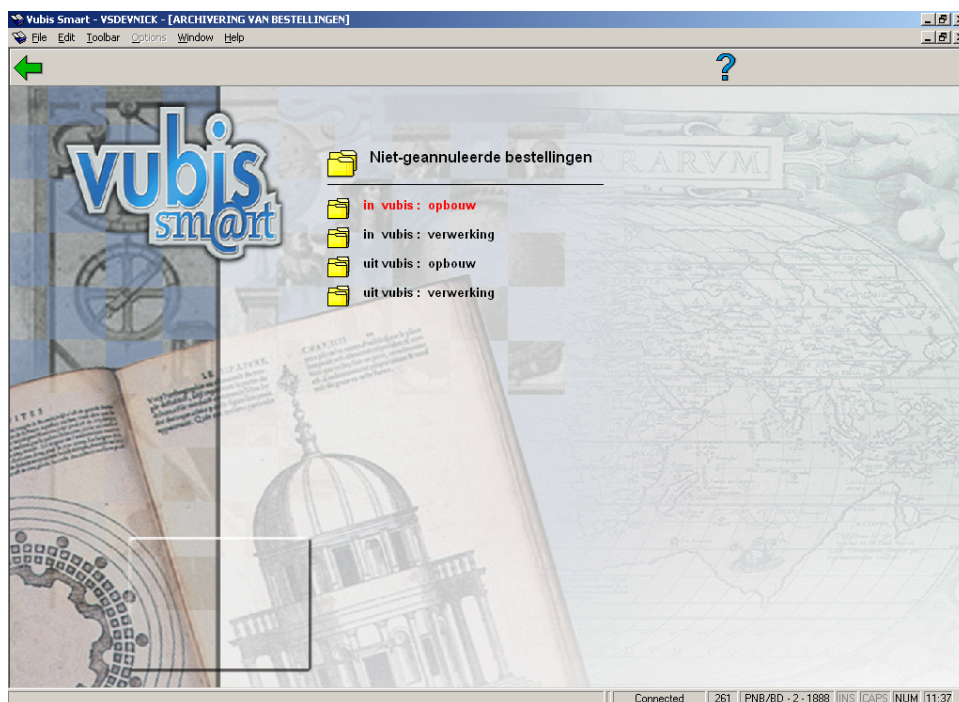 Vubis Smart - VSDEVNICK - [ARCHIVERING VAN BESTELLINGEN]
File Edit Toolbar Options Window Help
?
vubis
sm@rt
Niet-geannuleerde bestellingen
RARVM
in vubis : opbouw
in vubis : verwerking
uit vubis : opbouw
uit vubis : verwerking
Connected 261 PNB/BD - 2 - 1888 INS CAPS NUM 11:37